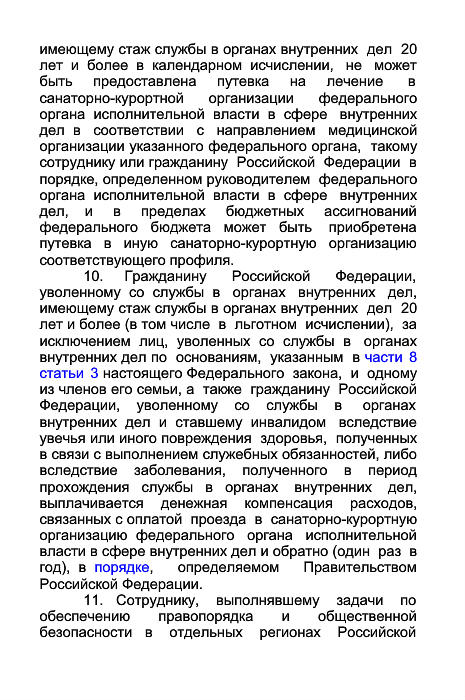 имеющему стаж службы в органах внутренних дел 20
лет и более в календарном исчислении, не может
быть предоставлена путевка на лечение в
санаторно-курортной организации федерального
органа исполнительной власти в сфере внутренних
дел в соответствии с направлением медицинской
организации указанного федерального органа, такому
сотруднику или гражданину Российской Федерации в
порядке, определенном руководителем федерального
органа исполнительной власти в сфере внутренних
дел, и в пределах бюджетных ассигнований
федерального бюджета может быть приобретена
путевка в иную санаторно-курортную организацию
соответствующего профиля.
10. Гражданину Российской Федерации,
уволенному со службы в органах внутренних дел,
имеющему стаж службы в органах внутренних дел 20
лет и более (в том числе в льготном исчислении), за
исключением лиц, уволенных со службы в органах
внутренних дел по основаниям, указанным в части 8
статьи 3 настоящего Федерального закона, и одному
из членов его семьи, а также гражданину Российской
Федерации, уволенному со службы в органах
внутренних дел и ставшему инвалидом вследствие
увечья или иного повреждения здоровья, полученных
в связи с выполнением служебных обязанностей, либо
вследствие заболевания, полученного в период
прохождения службы в органах внутренних дел,
выплачивается денежная компенсация расходов,
связанных с оплатой проезда в санаторно-курортную
организацию федерального органа исполнительной
власти в сфере внутренних дел и обратно (один раз в
год), в порядке, определяемом Правительством
Российской Федерации.
11. Сотруднику, выполнявшему задачи по
обеспечению правопорядка и общественной
безопасности в отдельных регионах Российской